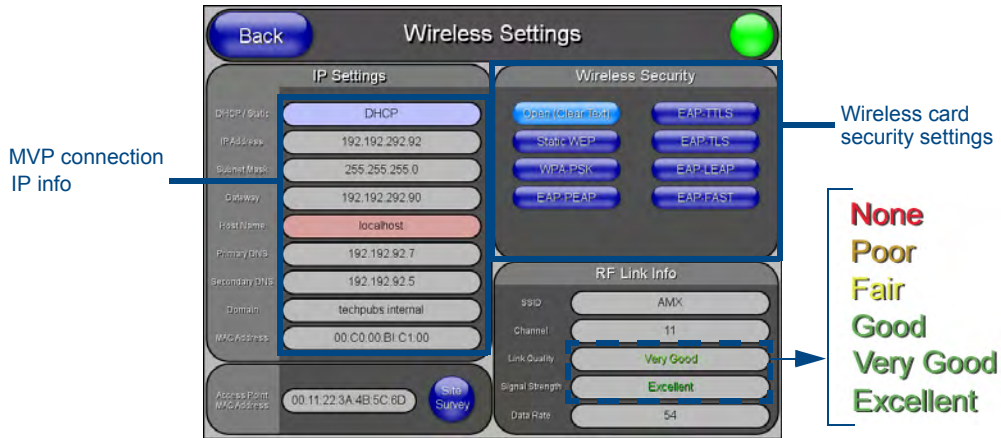 Back
Wireless Settings
IP Settings
DHCP / Static
DHCP
IP Address
192.192.292.92
Subnet Mask
255.255.255.0
Gateway
192.192.292.90
Host Name
localhost
Primary DNS
192.192.92.7
Secondary DNS
192.192.92.5
Domain
techpubs.internal
MAC Address
00:C0:00:BI:C1:00
Access Point
MAC Address
00:11:22:3A:4B:5C:6D
Site
Survey
Wireless Security
Open (Clear Text)
EAP-TTLS
Static WEP
EAP-TLS
WPA-PSK
EAP-LEAP
EAP-PEAP
EAP-FAST
RF Link Info
SSID
AMX
Channel
11
Link Quality
Very Good
Signal Strength
Excellent
Data Rate
54
MVP connection
IP info
Wireless card
security settings
None
Poor
Fair
Good
Very Good
Excellent